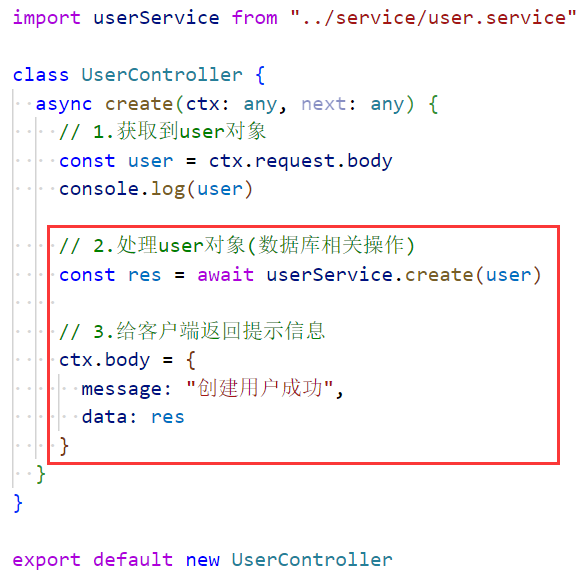 import userService from "../service/user.service"
class UserController {
async create(ctx: any, next: any) {
// 1.获取到user对象
const user = ctx.request.body
console.log(user)
// 2.处理user对象(数据库相关操作)
const res = await userService.create(user)
// 3.给客户端返回提示信息
ctx.body = {
message: "创建用户成功",
data: res
}
}
}
export default new UserController